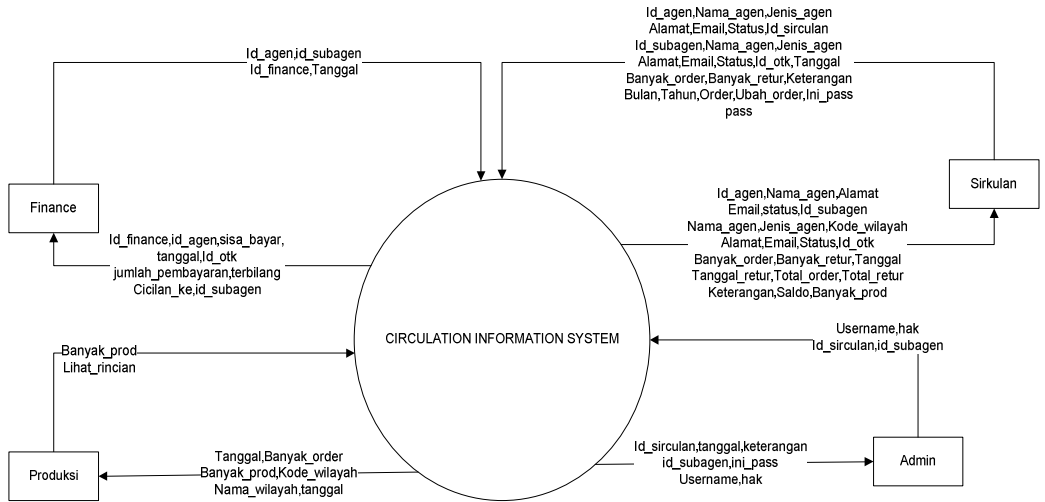 Id_agen,id_subagen
Id_finance,Tanggal
Id_agen,Nama_agen,Jenis_agen
Alamat,Email,Status,Id_sirculan
Id_subagen,Nama_agen,Jenis_agen
Alamat,Email,Status,Id_otk,Tanggal
Banyak_order,Banyak_retur,Keterangan
Bulan,Tahun,Order,Ubah_order,Ini_pass
pass
Finance
Sirkulan
Id_finance,id_agen,sisa_bayar,
tanggal,Id_otk
jumlah_pembayaran,terbilang
Cicilan_ke,id_subagen
Id_agen,Nama_agen,Alamat
Email,status,Id_subagen
Nama_agen,Jenis_agen,Kode_wilayah
Alamat,Email,Status,Id_otk
Banyak_order,Banyak_retur,Tanggal
Tanggal_retur,Total_order,Total_retur
Keterangan,Saldo,Banyak_prod
CIRCULATION INFORMATION SYSTEM
Username,hak
Id_sirculan,id_subagen
Banyak_prod
Lihat_rincian
Produksi
Tanggal,Banyak_order
Banyak_prod,Kode_wilayah
Nama_wilayah,tanggal
Id_sirculan,tanggal,keterangan
id_subagen,ini_pass
Username,hak
Admin